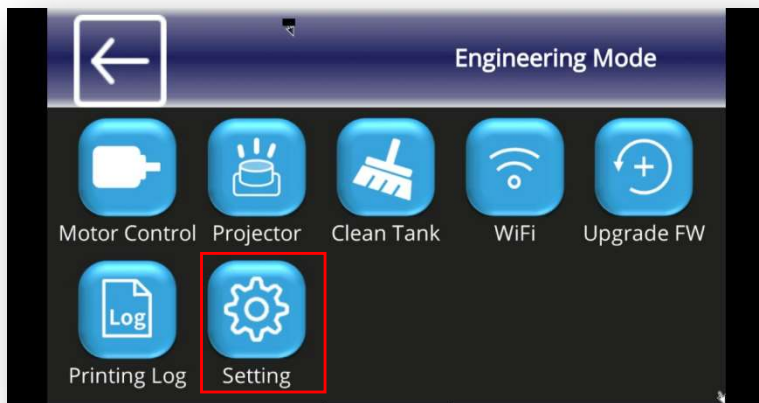 Engineering Mode
Motor Control Projector Clean Tank WiFi Upgrade FW
Log
Printing Log Setting